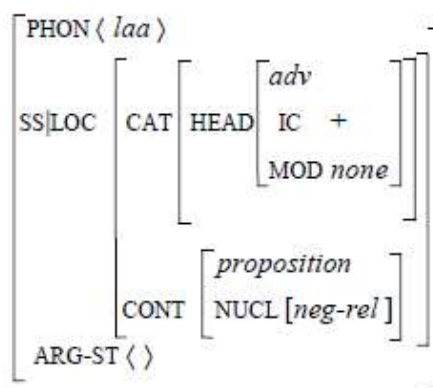 PHON ⟨ laa ⟩
adv
SS|LOC CAT HEAD IC +
MOD none
proposition
CONT NUCL [neg-rel]
ARG-ST ⟨ ⟩